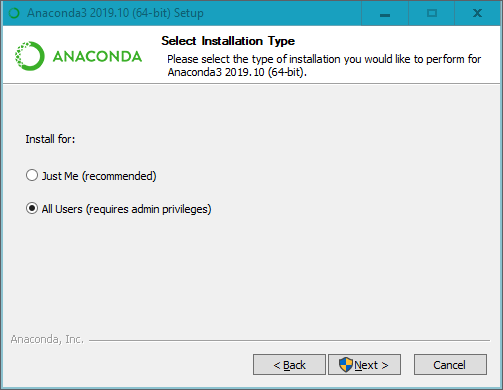 Anaconda3 2019.10 (64-bit) Setup
ANACONDA
Select Installation Type
Please select the type of installation you would like to perform for
Anaconda3 2019.10 (64-bit).
Install for:
Just Me (recommended)
All Users (requires admin privileges)
Anaconda, Inc.
< Back
Next >
Cancel